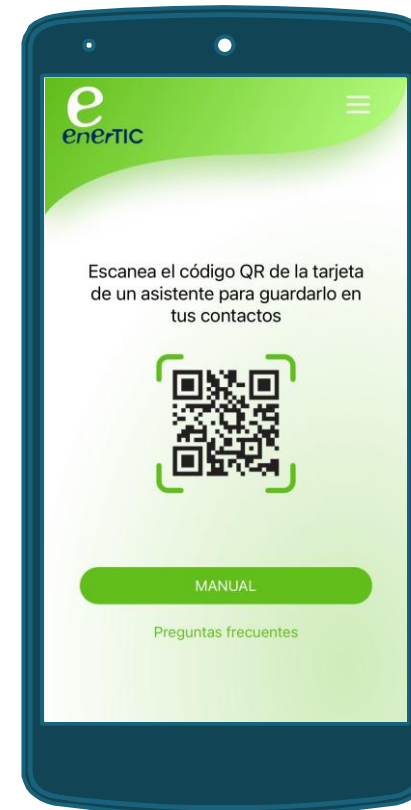 e
enerTIC
Escanea el código QR de la tarjeta
de un asistente para guardarlo en
tus contactos
MANUAL
Preguntas frecuentes